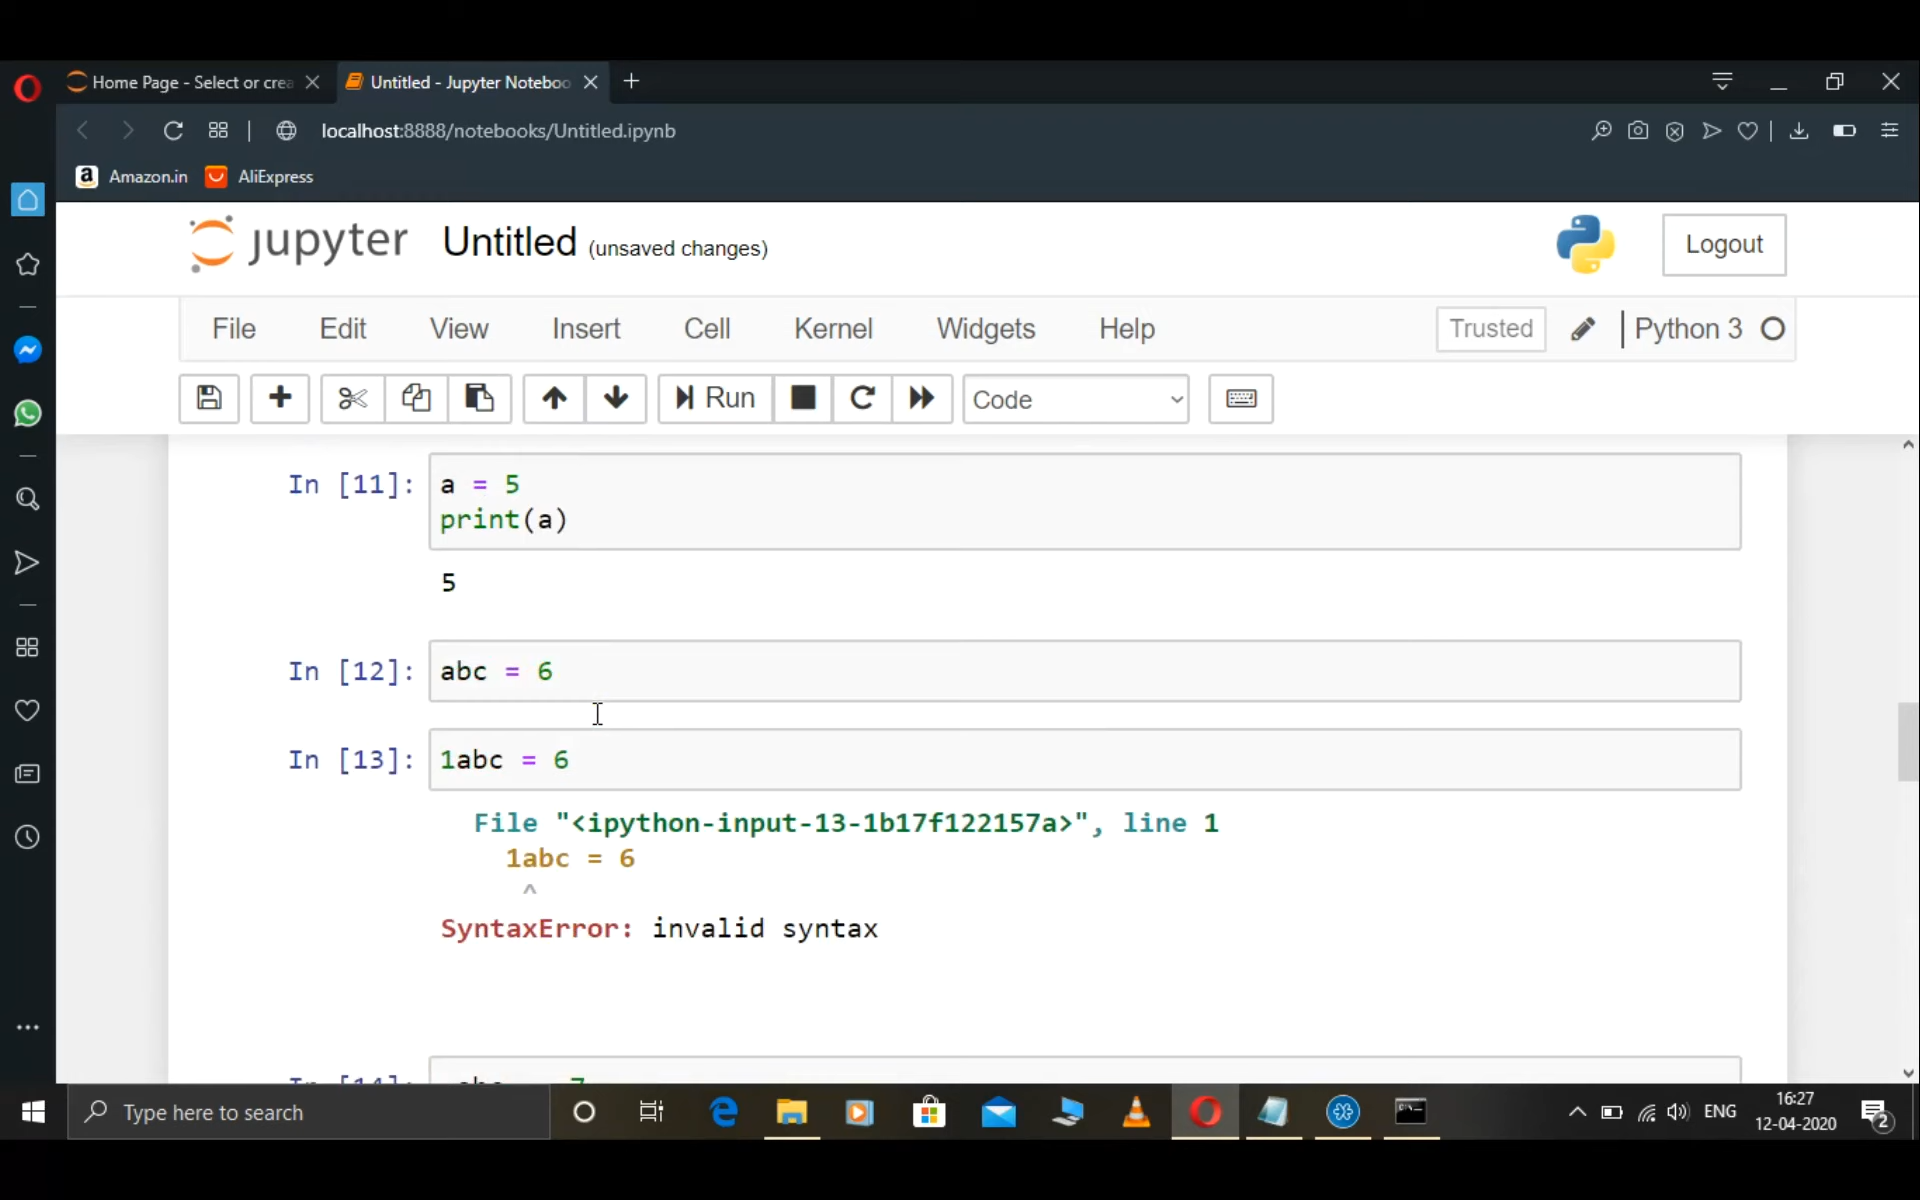 Home Page - Select or crea
Untitled - Jupyter Noteboo
localhost:8888/notebooks/Untitled.ipynb
Amazon.in
AliExpress
jupyter
Untitled (unsaved changes)
Logout
File
Edit
View
Insert
Cell
Kernel
Widgets
Help
Trusted
Python 3
Run
Code
In [11]:
a = 5
print(a)
5
In [12]:
abc = 6
In [13]:
1abc = 6
File "<ipython-input-13-1b17f122157a>", line 1
1abc = 6
^
SyntaxError: invalid syntax
Type here to search
ENG
16:27
12-04-2020
2